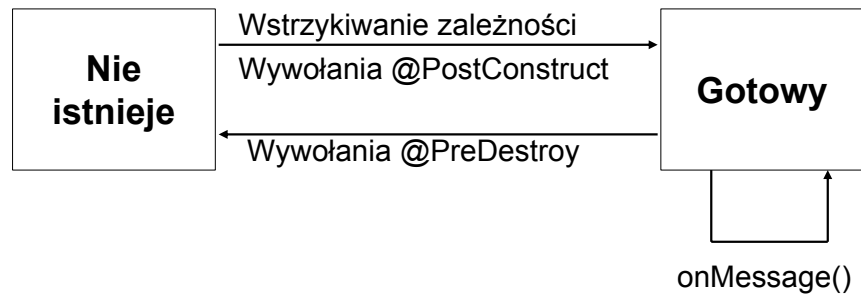 Wstrzykiwanie zależności
Nie
istnieje
Wywołania @PostConstruct
Gotowy
Wywołania @PreDestroy
onMessage()